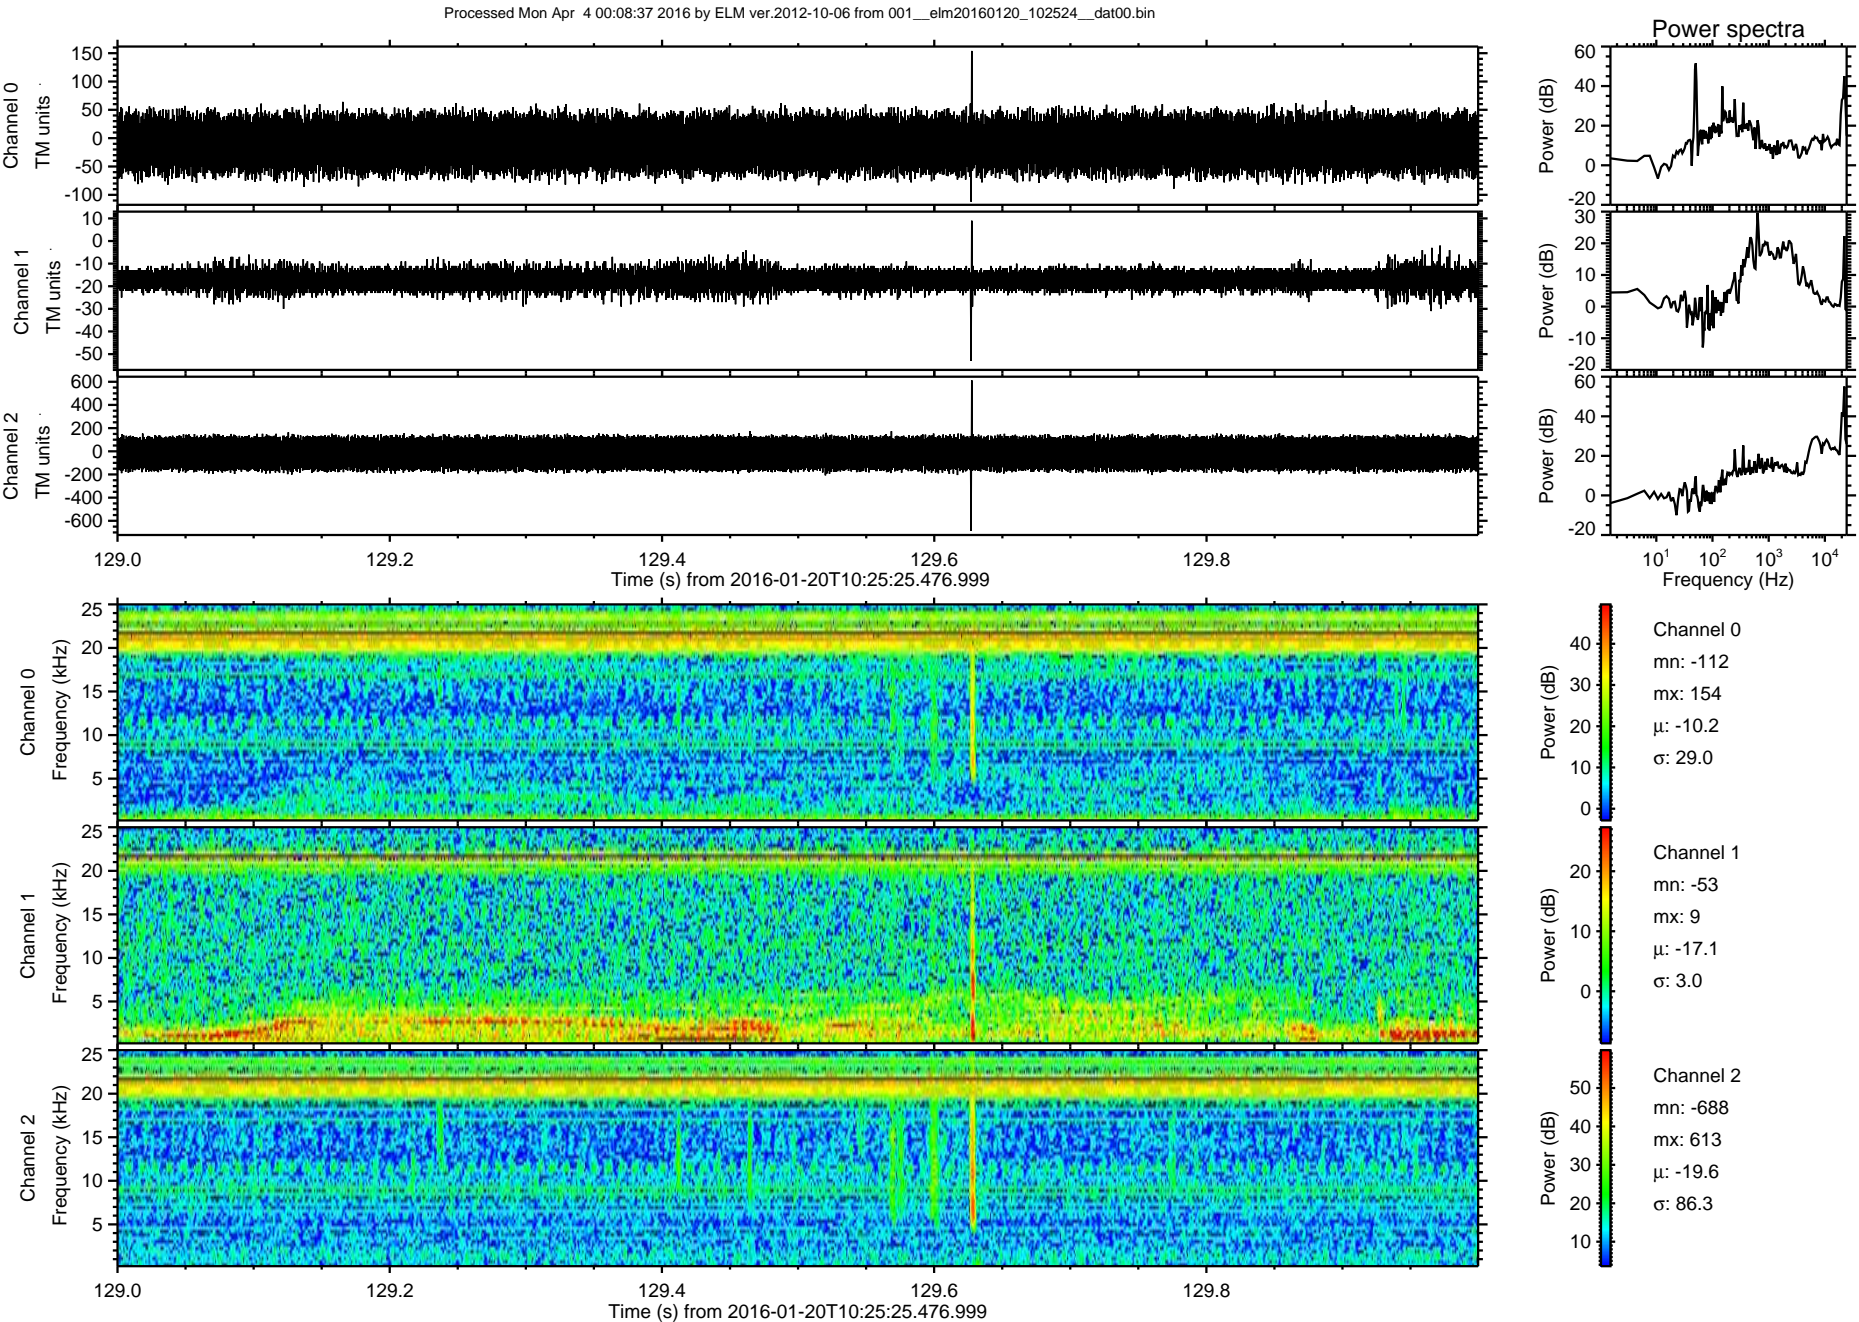 Processed Mon Apr 4 00:08:37 2016 by ELM ver.2012-10-06 from 001__elm20160120_102524__dat00.bin
Power spectra
Channel 0
TM units
150
100
50
0
-50
-100
Power (dB)
60
40
20
0
-20
Channel 1
TM units
10
0
-10
-20
-30
-40
-50
Power (dB)
30
20
10
0
-10
-20
Channel 2
TM units
600
400
200
0
-200
-400
-600
Power (dB)
60
40
20
0
-20
129.0 129.2 129.4 129.6 129.8
Time (s) from 2016-01-20T10:25:25.476.999
10^1 10^2 10^3 10^4
Frequency (Hz)
Channel 0
Frequency (kHz)
25
20
15
10
5
Power (dB)
40
30
20
10
0
Channel 0
mn: -112
mx: 154
μ: -10.2
σ: 29.0
Channel 1
Frequency (kHz)
25
20
15
10
5
Power (dB)
20
10
0
Channel 1
mn: -53
mx: 9
μ: -17.1
σ: 3.0
Channel 2
Frequency (kHz)
25
20
15
10
5
Power (dB)
50
40
30
20
10
Channel 2
mn: -688
mx: 613
μ: -19.6
σ: 86.3
129.0 129.2 129.4 129.6 129.8
Time (s) from 2016-01-20T10:25:25.476.999